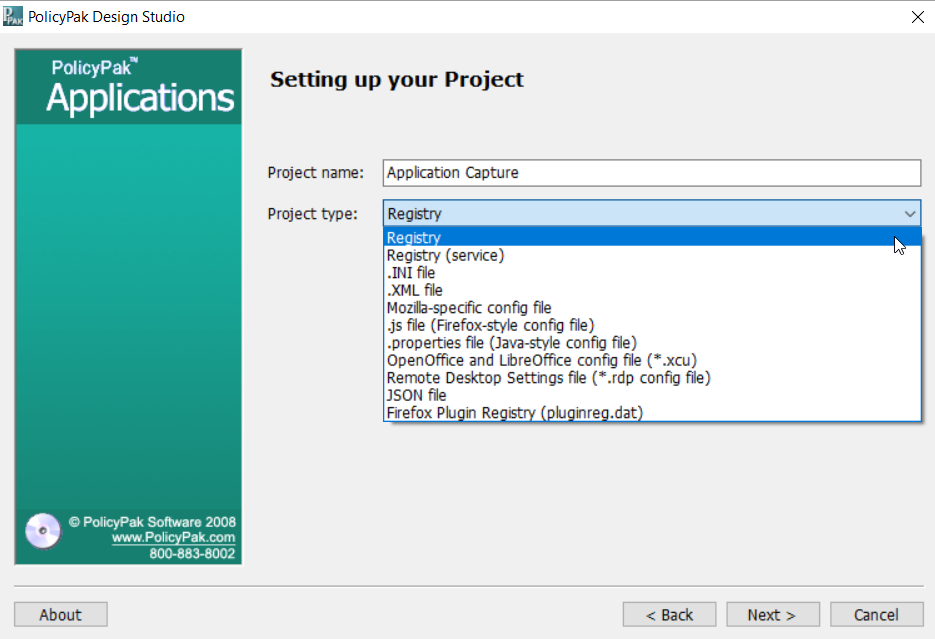 PPAK PolicyPak Design Studio
PolicyPak™
Applications
Setting up your Project
Project name: Application Capture
Project type: Registry
Registry
Registry (service)
.INI file
.XML file
Mozilla-specific config file
.js file (Firefox-style config file)
.properties file (Java-style config file)
OpenOffice and LibreOffice config file (*.xcu)
Remote Desktop Settings file (*.rdp config file)
JSON file
Firefox Plugin Registry (pluginreg.dat)
© PolicyPak Software 2008
www.PolicyPak.com
800-883-8002
About < Back Next > Cancel